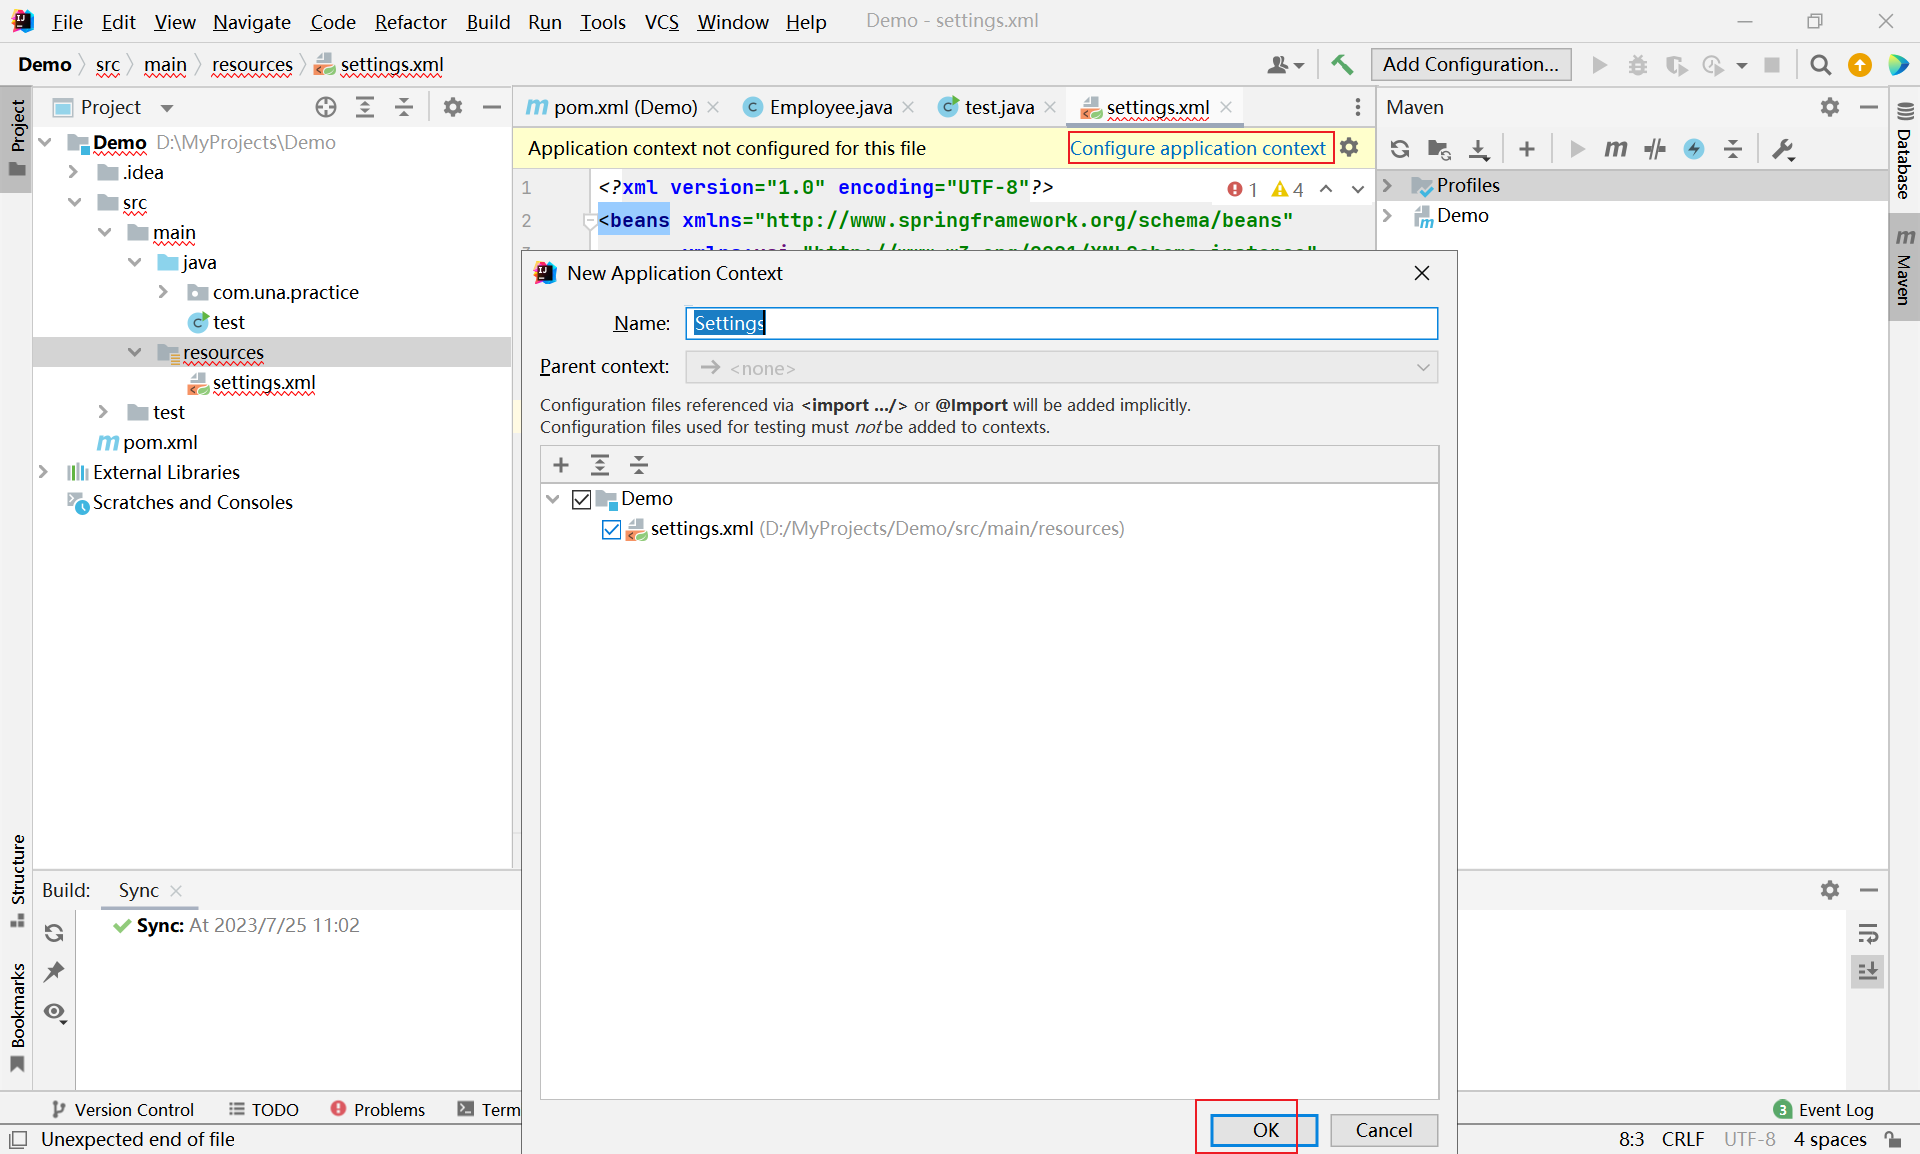 File Edit View Navigate Code Refactor Build Run Tools VCS Window Help Demo - settings.xml
Demo src main resources settings.xml Add Configuration...
Project
Project
pom.xml (Demo) Employee.java test.java settings.xml
Maven
Demo D:\MyProjects\Demo
.idea
src
main
java
com.una.practice
test
resources
settings.xml
test
pom.xml
External Libraries
Scratches and Consoles
Application context not configured for this file Configure application context
1 <?xml version="1.0" encoding="UTF-8"?> 1 4
2 <beans xmlns="http://www.springframework.org/schema/beans"
Profiles
Demo
Database
Maven
New Application Context
Name: Settings
Parent context: <none>
Configuration files referenced via <import .../> or @Import will be added implicitly.
Configuration files used for testing must not be added to contexts.
Demo
settings.xml (D:/MyProjects/Demo/src/main/resources)
OK Cancel
Structure
Bookmarks
Build: Sync
Sync: At 2023/7/25 11:02
Version Control TODO Problems Term
3 Event Log
Unexpected end of file 8:3 CRLF UTF-8 4 spaces